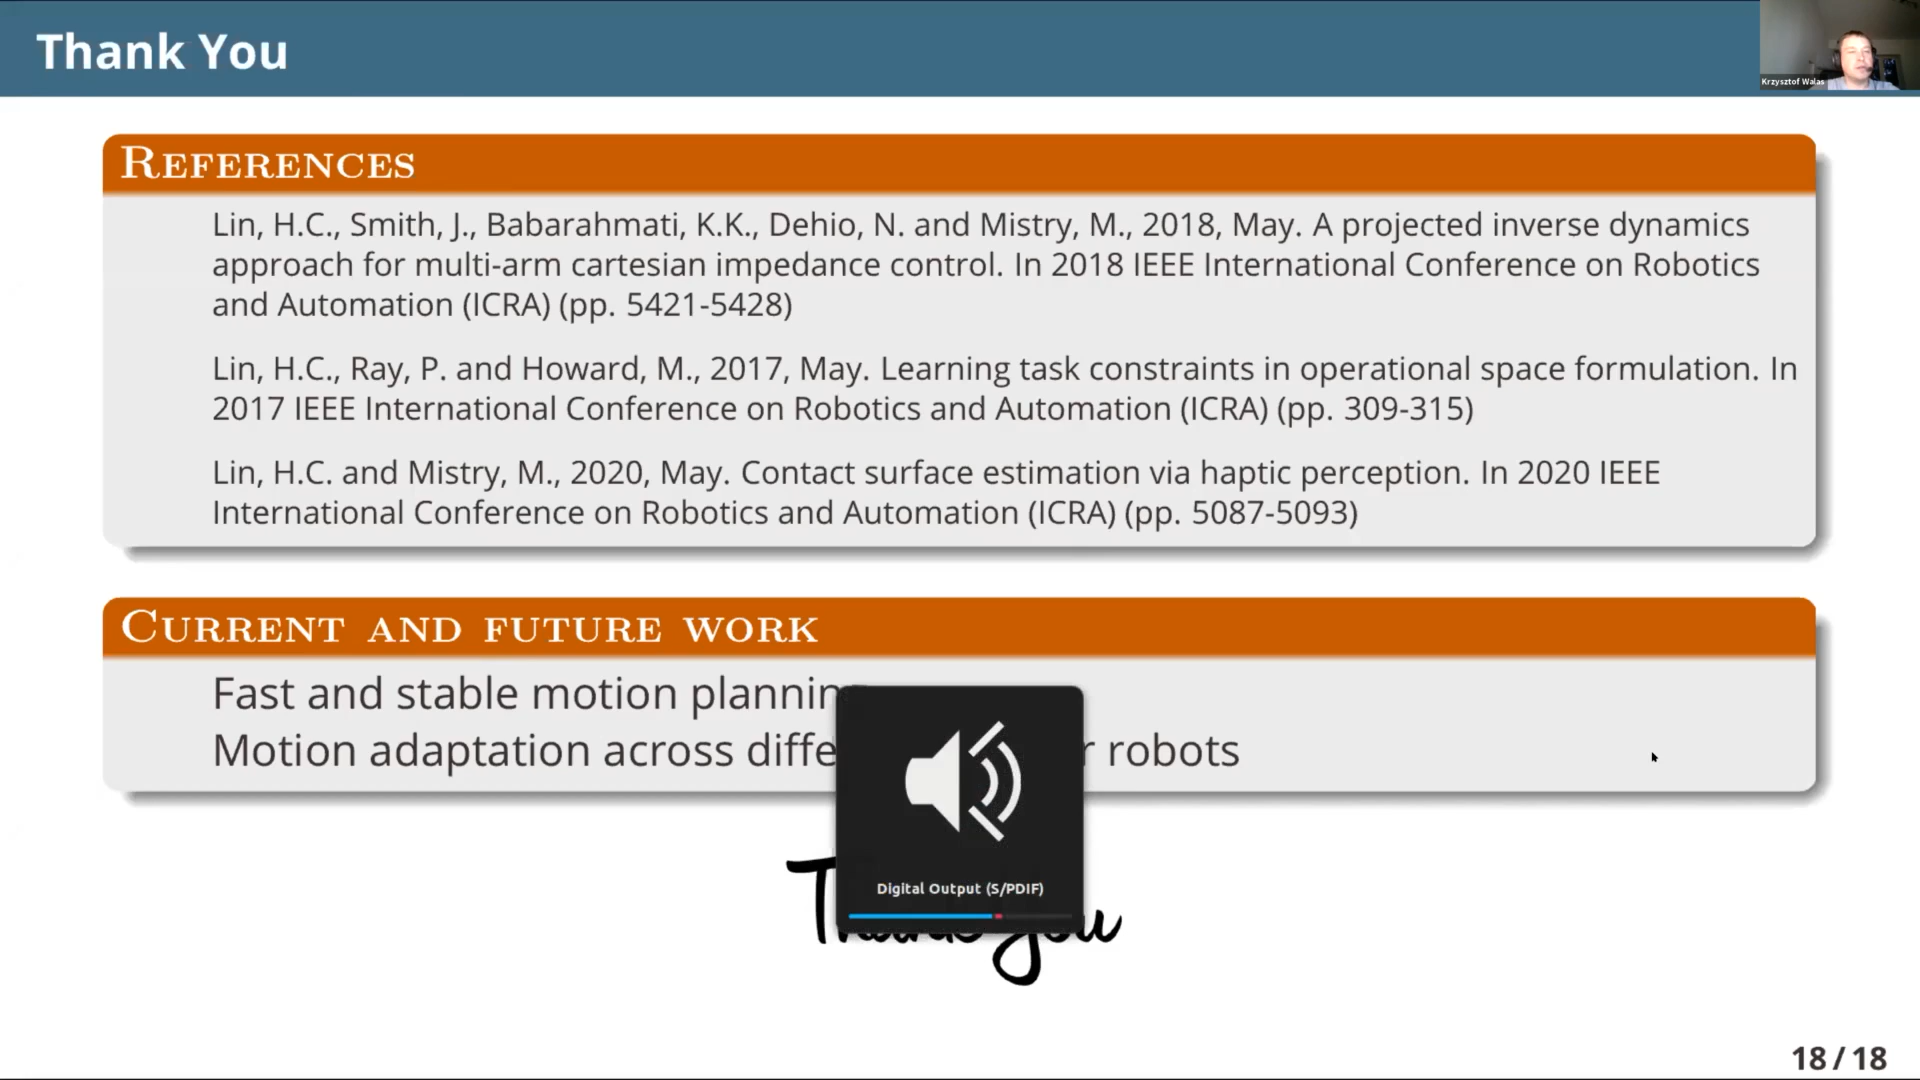 Thank You
Krzysztof Walas
REFERENCES
Lin, H.C., Smith, J., Babarahmati, K.K., Dehio, N. and Mistry, M., 2018, May. A projected inverse dynamics
approach for multi-arm cartesian impedance control. In 2018 IEEE International Conference on Robotics
and Automation (ICRA) (pp. 5421-5428)
Lin, H.C., Ray, P. and Howard, M., 2017, May. Learning task constraints in operational space formulation. In
2017 IEEE International Conference on Robotics and Automation (ICRA) (pp. 309-315)
Lin, H.C. and Mistry, M., 2020, May. Contact surface estimation via haptic perception. In 2020 IEEE
International Conference on Robotics and Automation (ICRA) (pp. 5087-5093)
CURRENT AND FUTURE WORK
Fast and stable motion planning
Motion adaptation across robots
Digital Output (S/PDIF)
Thank you
18 / 18